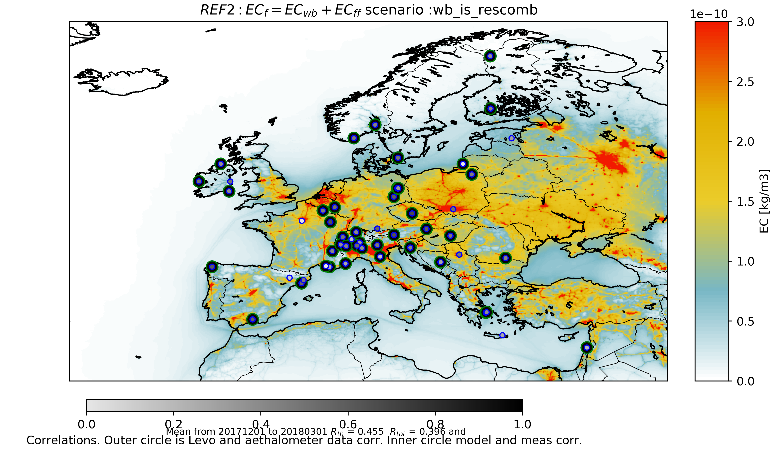 REF2 : EC_f = EC_wb + EC_ff scenario :wb_is_rescomb
1e−10
3.0
2.5
2.0
1.5
1.0
0.5
0.0
EC [kg/m3]
0.0 0.2 0.4 0.6 0.8 1.0
Mean from 20171201 to 20180301 = 0.455 = 0.396 and
Correlations. Outer circle is Levo and aethalometer data corr. Inner circle model and meas corr.